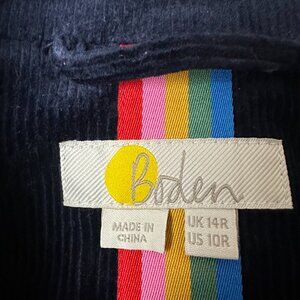 Boden
MADE IN
CHINA
UK 14R
US 10R